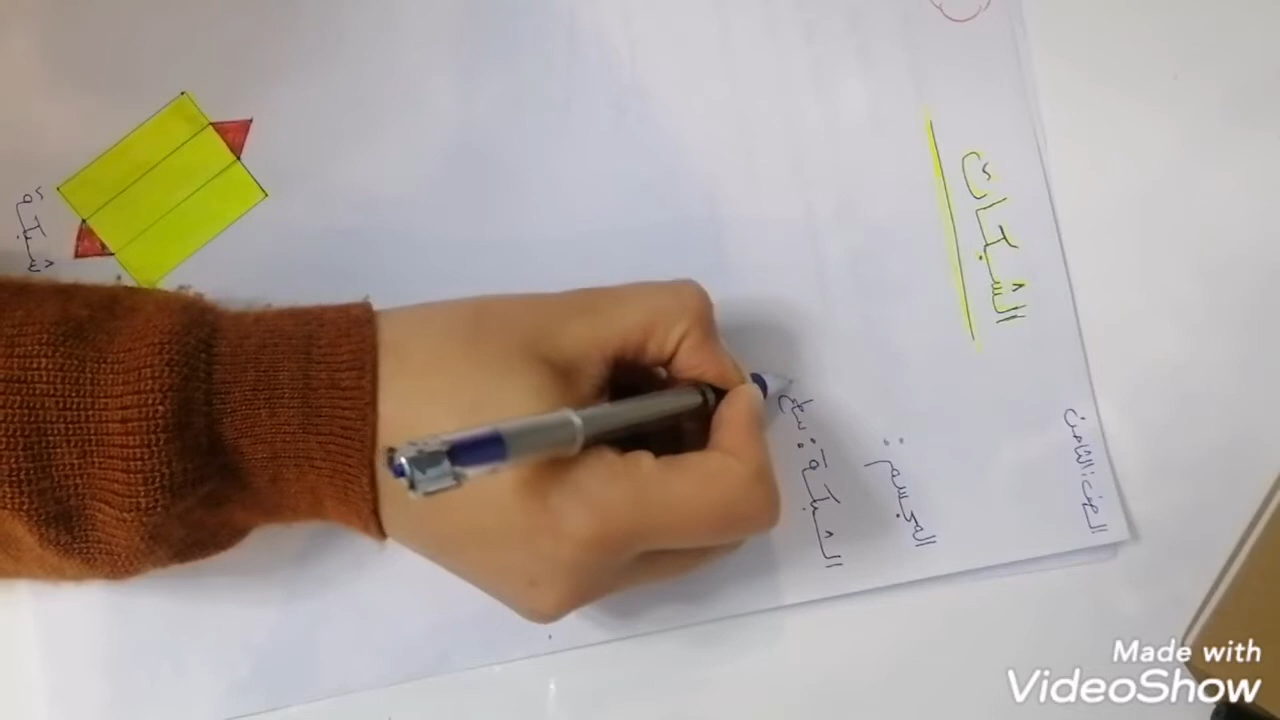 الصف: الثامن
الشبكات
المجسم:
الشبكة: سطح
شبكة
Made with
VideoShow